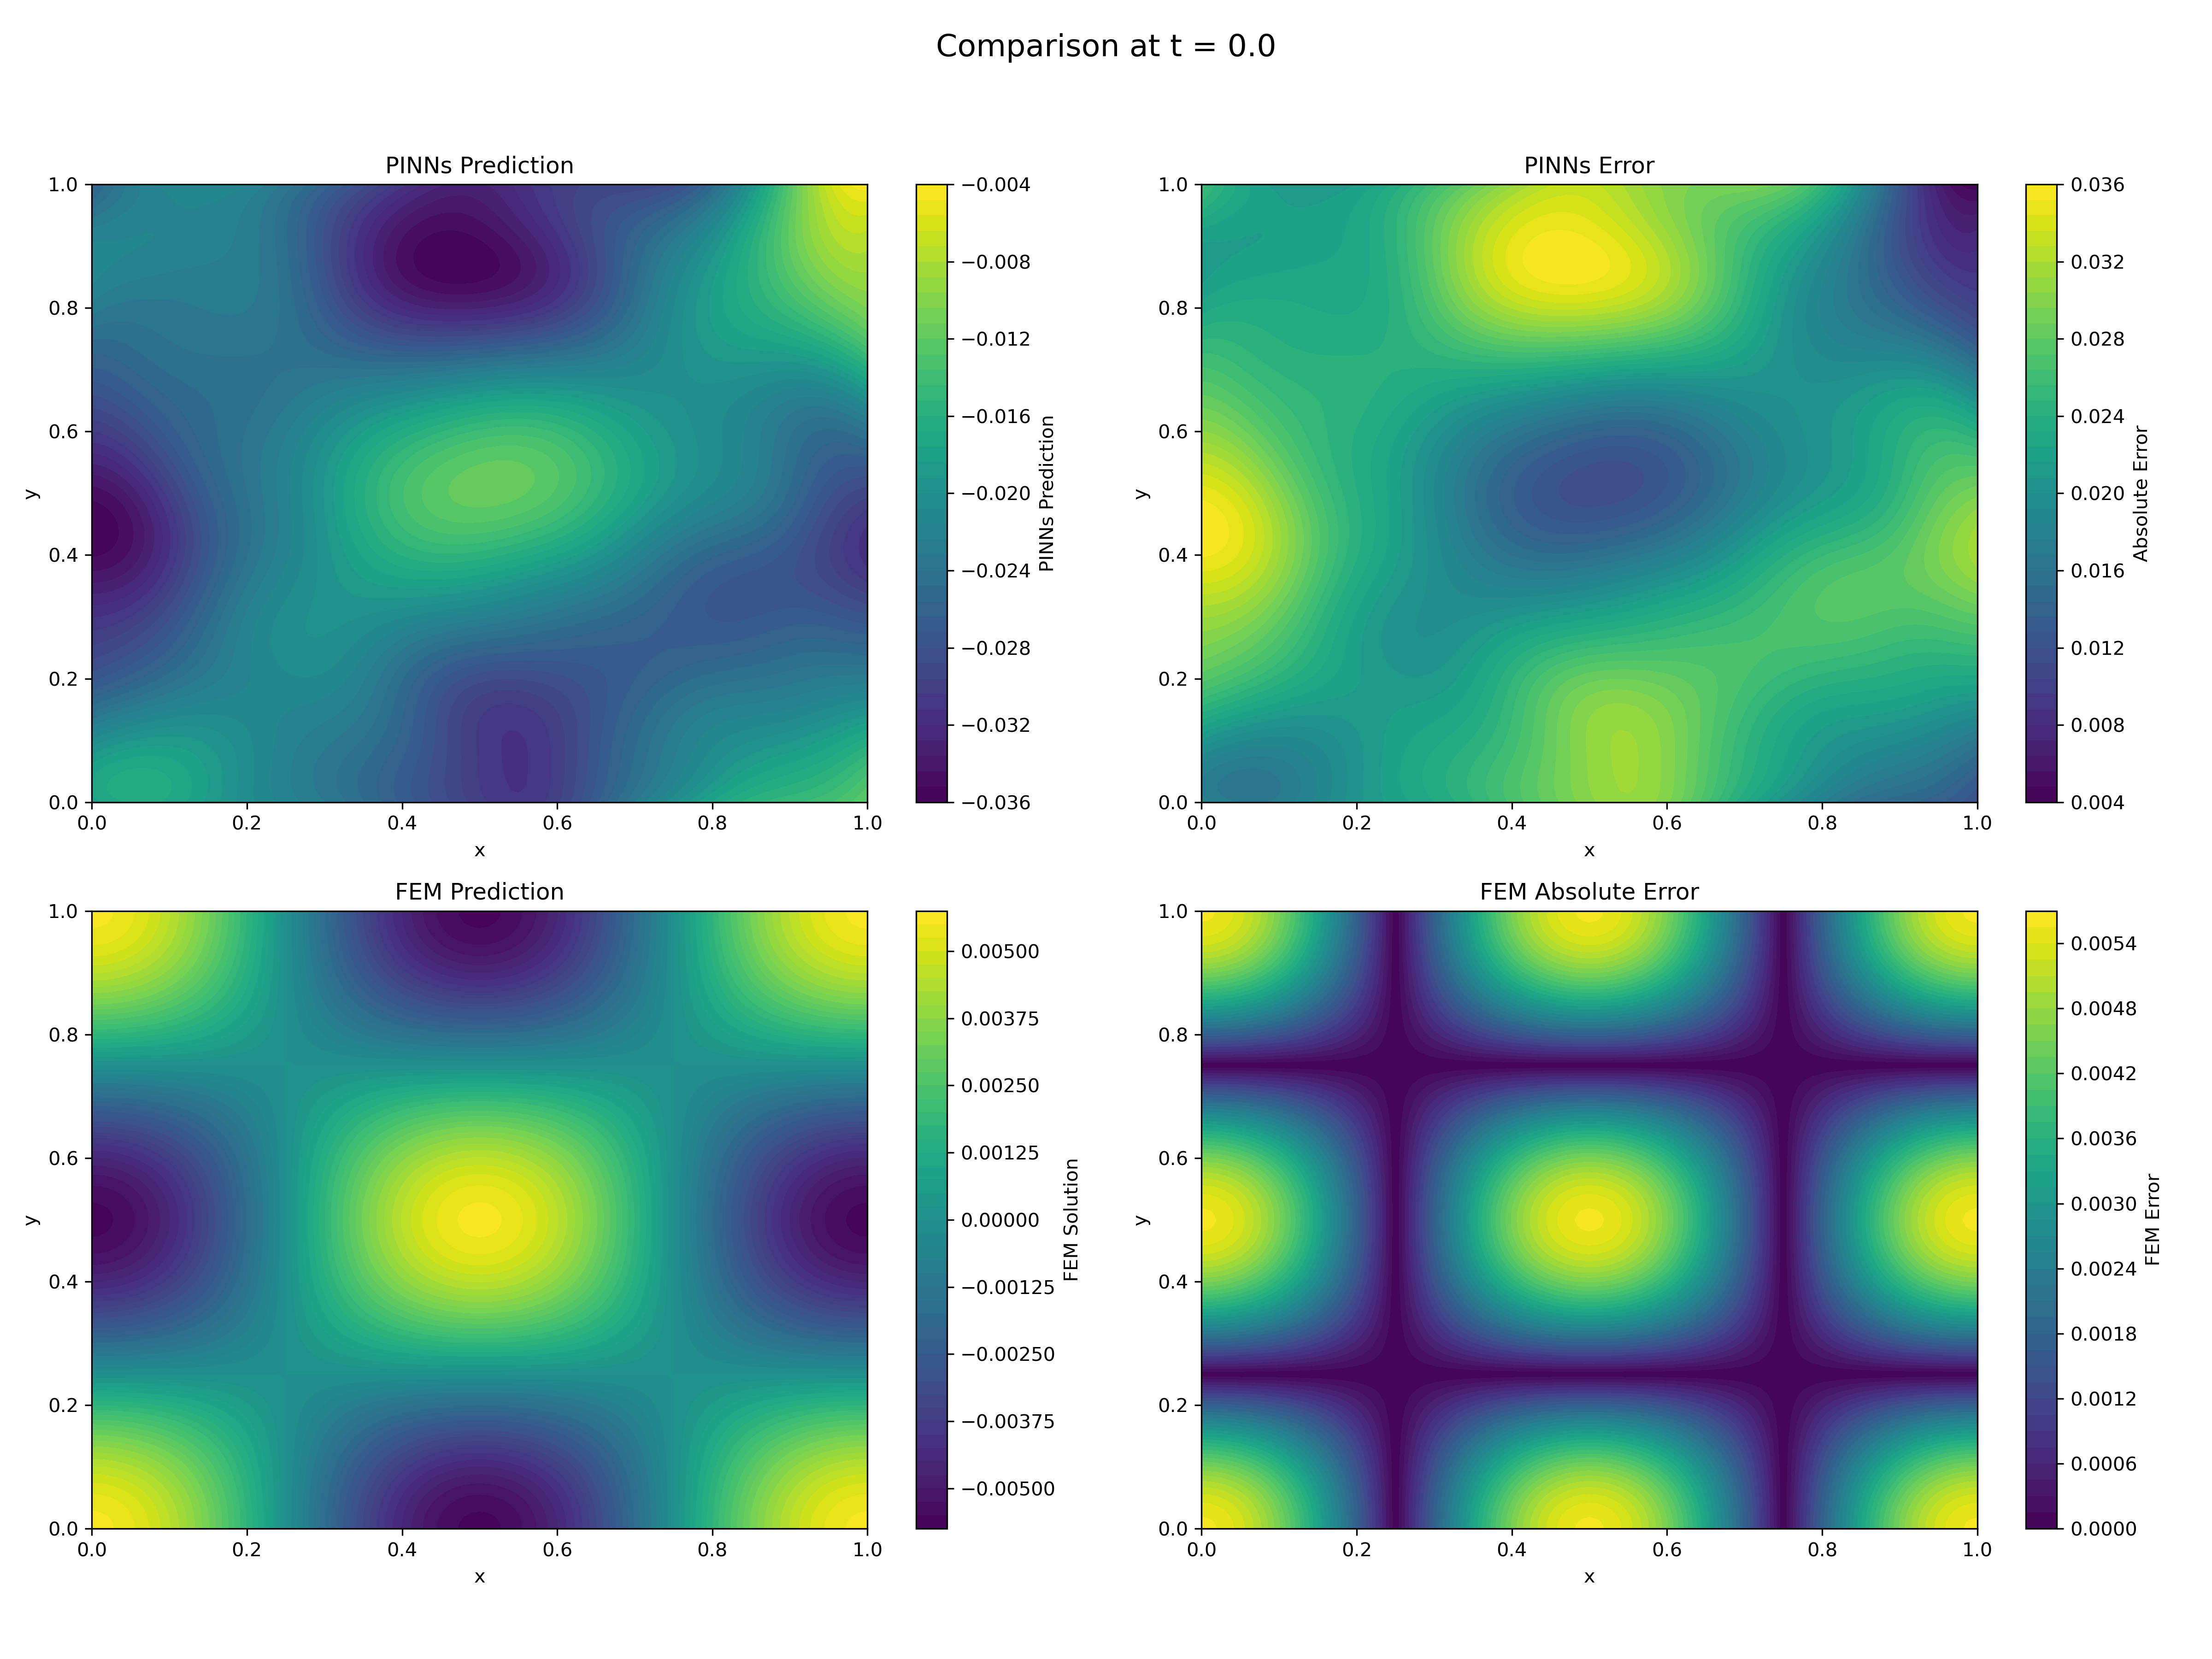 Comparison at t = 0.0
PINNs Prediction
1.0
0.8
0.6
0.4
0.2
0.0
y
0.0 0.2 0.4 0.6 0.8 1.0
x
−0.004
−0.008
−0.012
−0.016
−0.020
−0.024
−0.028
−0.032
−0.036
PINNs Prediction
PINNs Error
1.0
0.8
0.6
0.4
0.2
0.0
y
0.0 0.2 0.4 0.6 0.8 1.0
x
0.036
0.032
0.028
0.024
0.020
0.016
0.012
0.008
0.004
Absolute Error
FEM Prediction
1.0
0.8
0.6
0.4
0.2
0.0
y
0.0 0.2 0.4 0.6 0.8 1.0
x
0.00500
0.00375
0.00250
0.00125
0.00000
−0.00125
−0.00250
−0.00375
−0.00500
FEM Solution
FEM Absolute Error
1.0
0.8
0.6
0.4
0.2
0.0
y
0.0 0.2 0.4 0.6 0.8 1.0
x
0.0054
0.0048
0.0042
0.0036
0.0030
0.0024
0.0018
0.0012
0.0006
0.0000
FEM Error